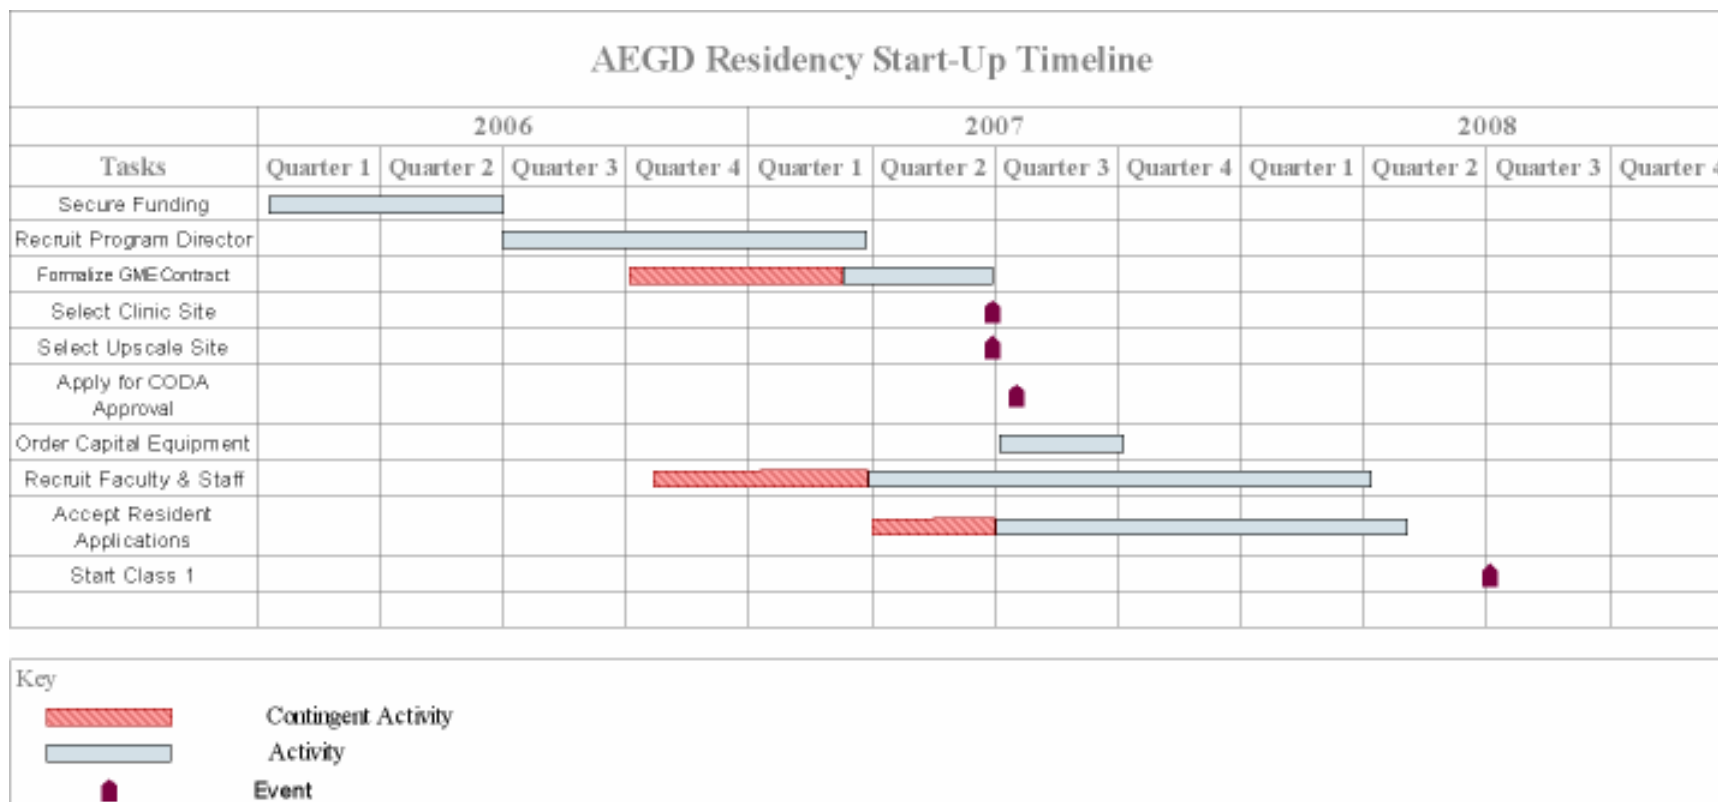 AEGD Residency Start-Up Timeline
2006 2007 2008
Tasks Quarter 1 Quarter 2 Quarter 3 Quarter 4 Quarter 1 Quarter 2 Quarter 3 Quarter 4 Quarter 1 Quarter 2 Quarter 3 Quarter 4
Secure Funding
Recruit Program Director
Formalize GME Contract
Select Clinic Site
Select Upscale Site
Apply for CODA
Approval
Order Capital Equipment
Recruit Faculty & Staff
Accept Resident
Applications
Start Class 1
Key
Contingent Activity
Activity
Event